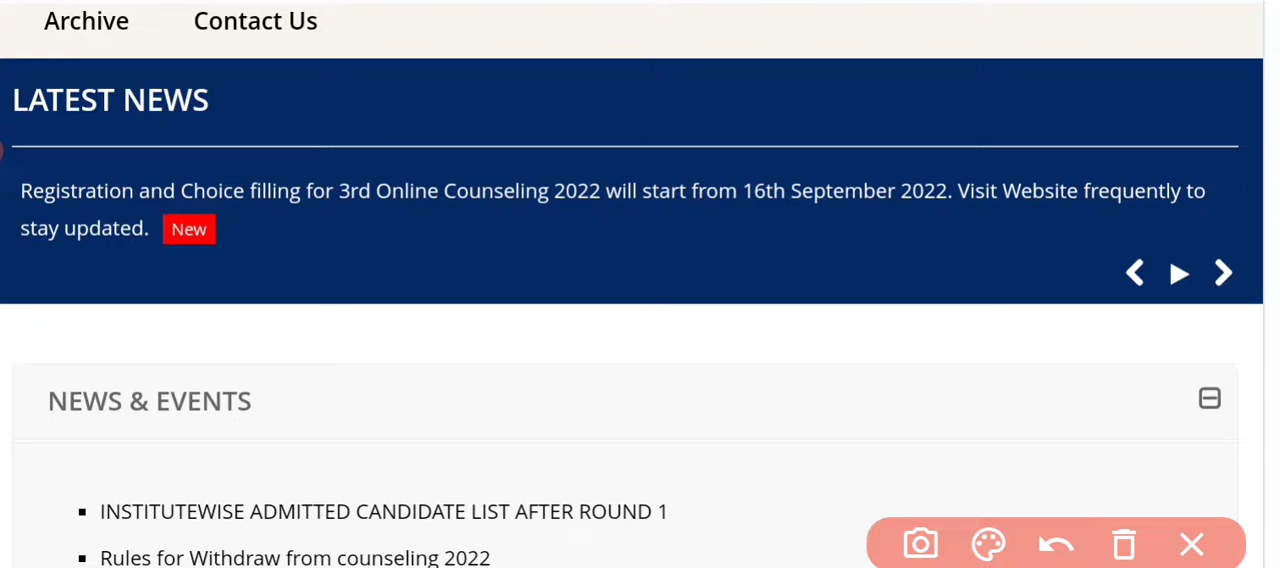 Archive Contact Us
LATEST NEWS
Registration and Choice filling for 3rd Online Counseling 2022 will start from 16th September 2022. Visit Website frequently to
stay updated. New
NEWS & EVENTS
INSTITUTEWISE ADMITTED CANDIDATE LIST AFTER ROUND 1
Rules for Withdraw from counseling 2022